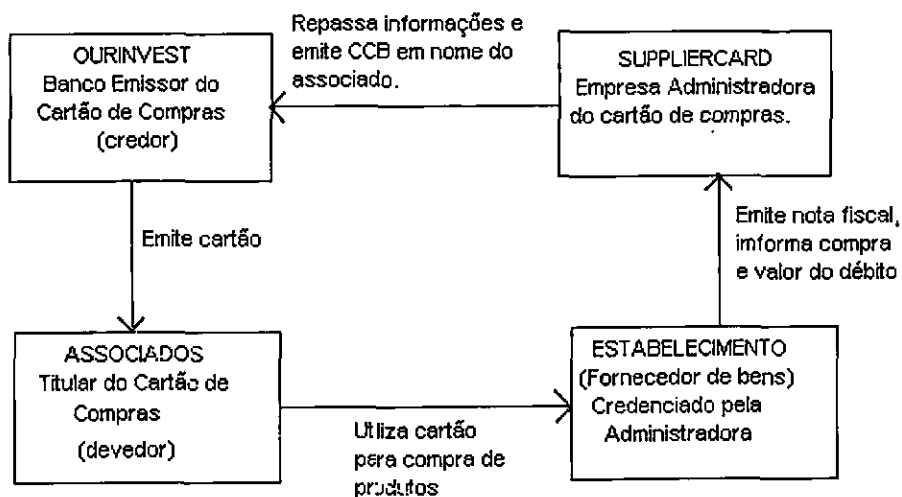 Repassa informações e
emite CCB em nome do
associado.
OURINVEST
Banco Emissor do
Cartão de Compras
(credor)
SUPPLIERCARD
Empresa Administradora
do cartão de compras.
Emite cartão
Emite nota fiscal,
imforma compra
e valor do débito
ASSOCIADOS
Titular do Cartão de
Compras
(devedor)
Utiliza cartão
para compra de
produtos
ESTABELECIMENTO
(Fornecedor de bens)
Credenciado pela
Administradora